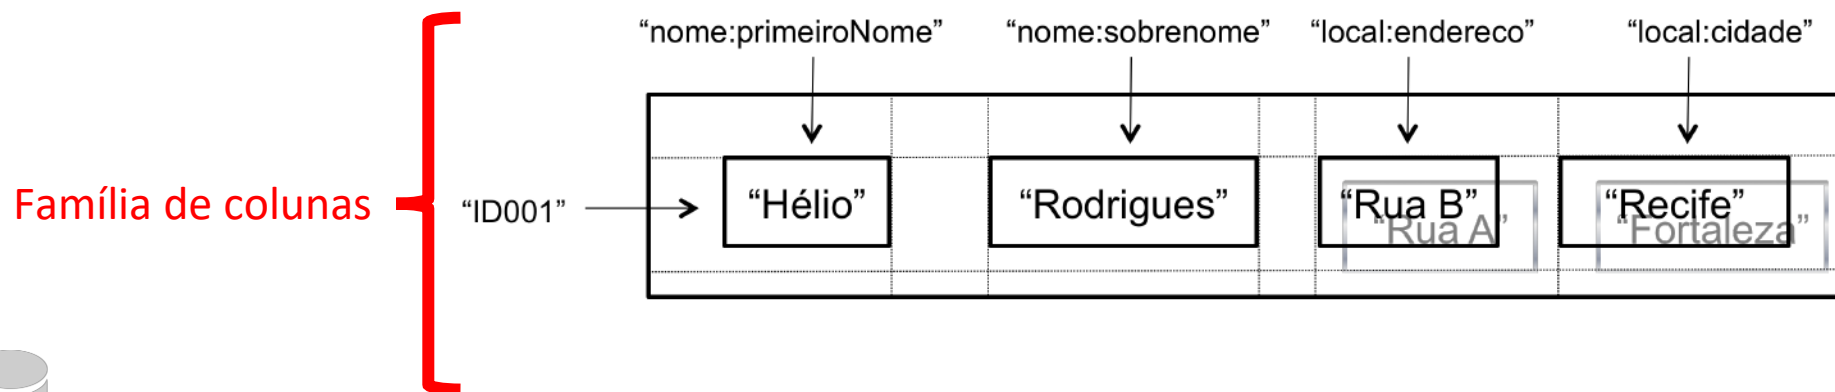 “nome:primeiroNome” “nome:sobrenome” “local:endereco” “local:cidade”
Família de colunas
“ID001”
“Hélio” “Rodrigues” “Rua B” “Recife”
“Rua A” “Fortaleza”